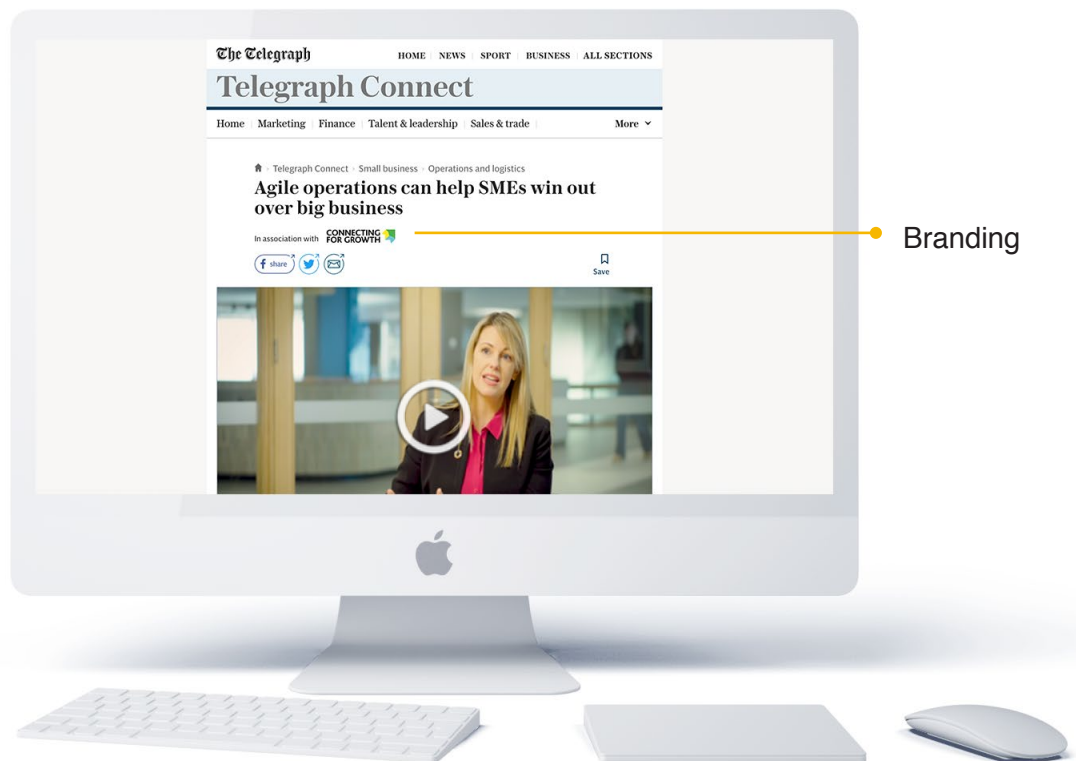 The Telegraph
HOME NEWS SPORT BUSINESS ALL SECTIONS
Telegraph Connect
Home Marketing Finance Talent & leadership Sales & trade More
Telegraph Connect Small business Operations and logistics
Agile operations can help SMEs win out
over big business
In association with CONNECTING
FOR GROWTH
share
Save
Branding